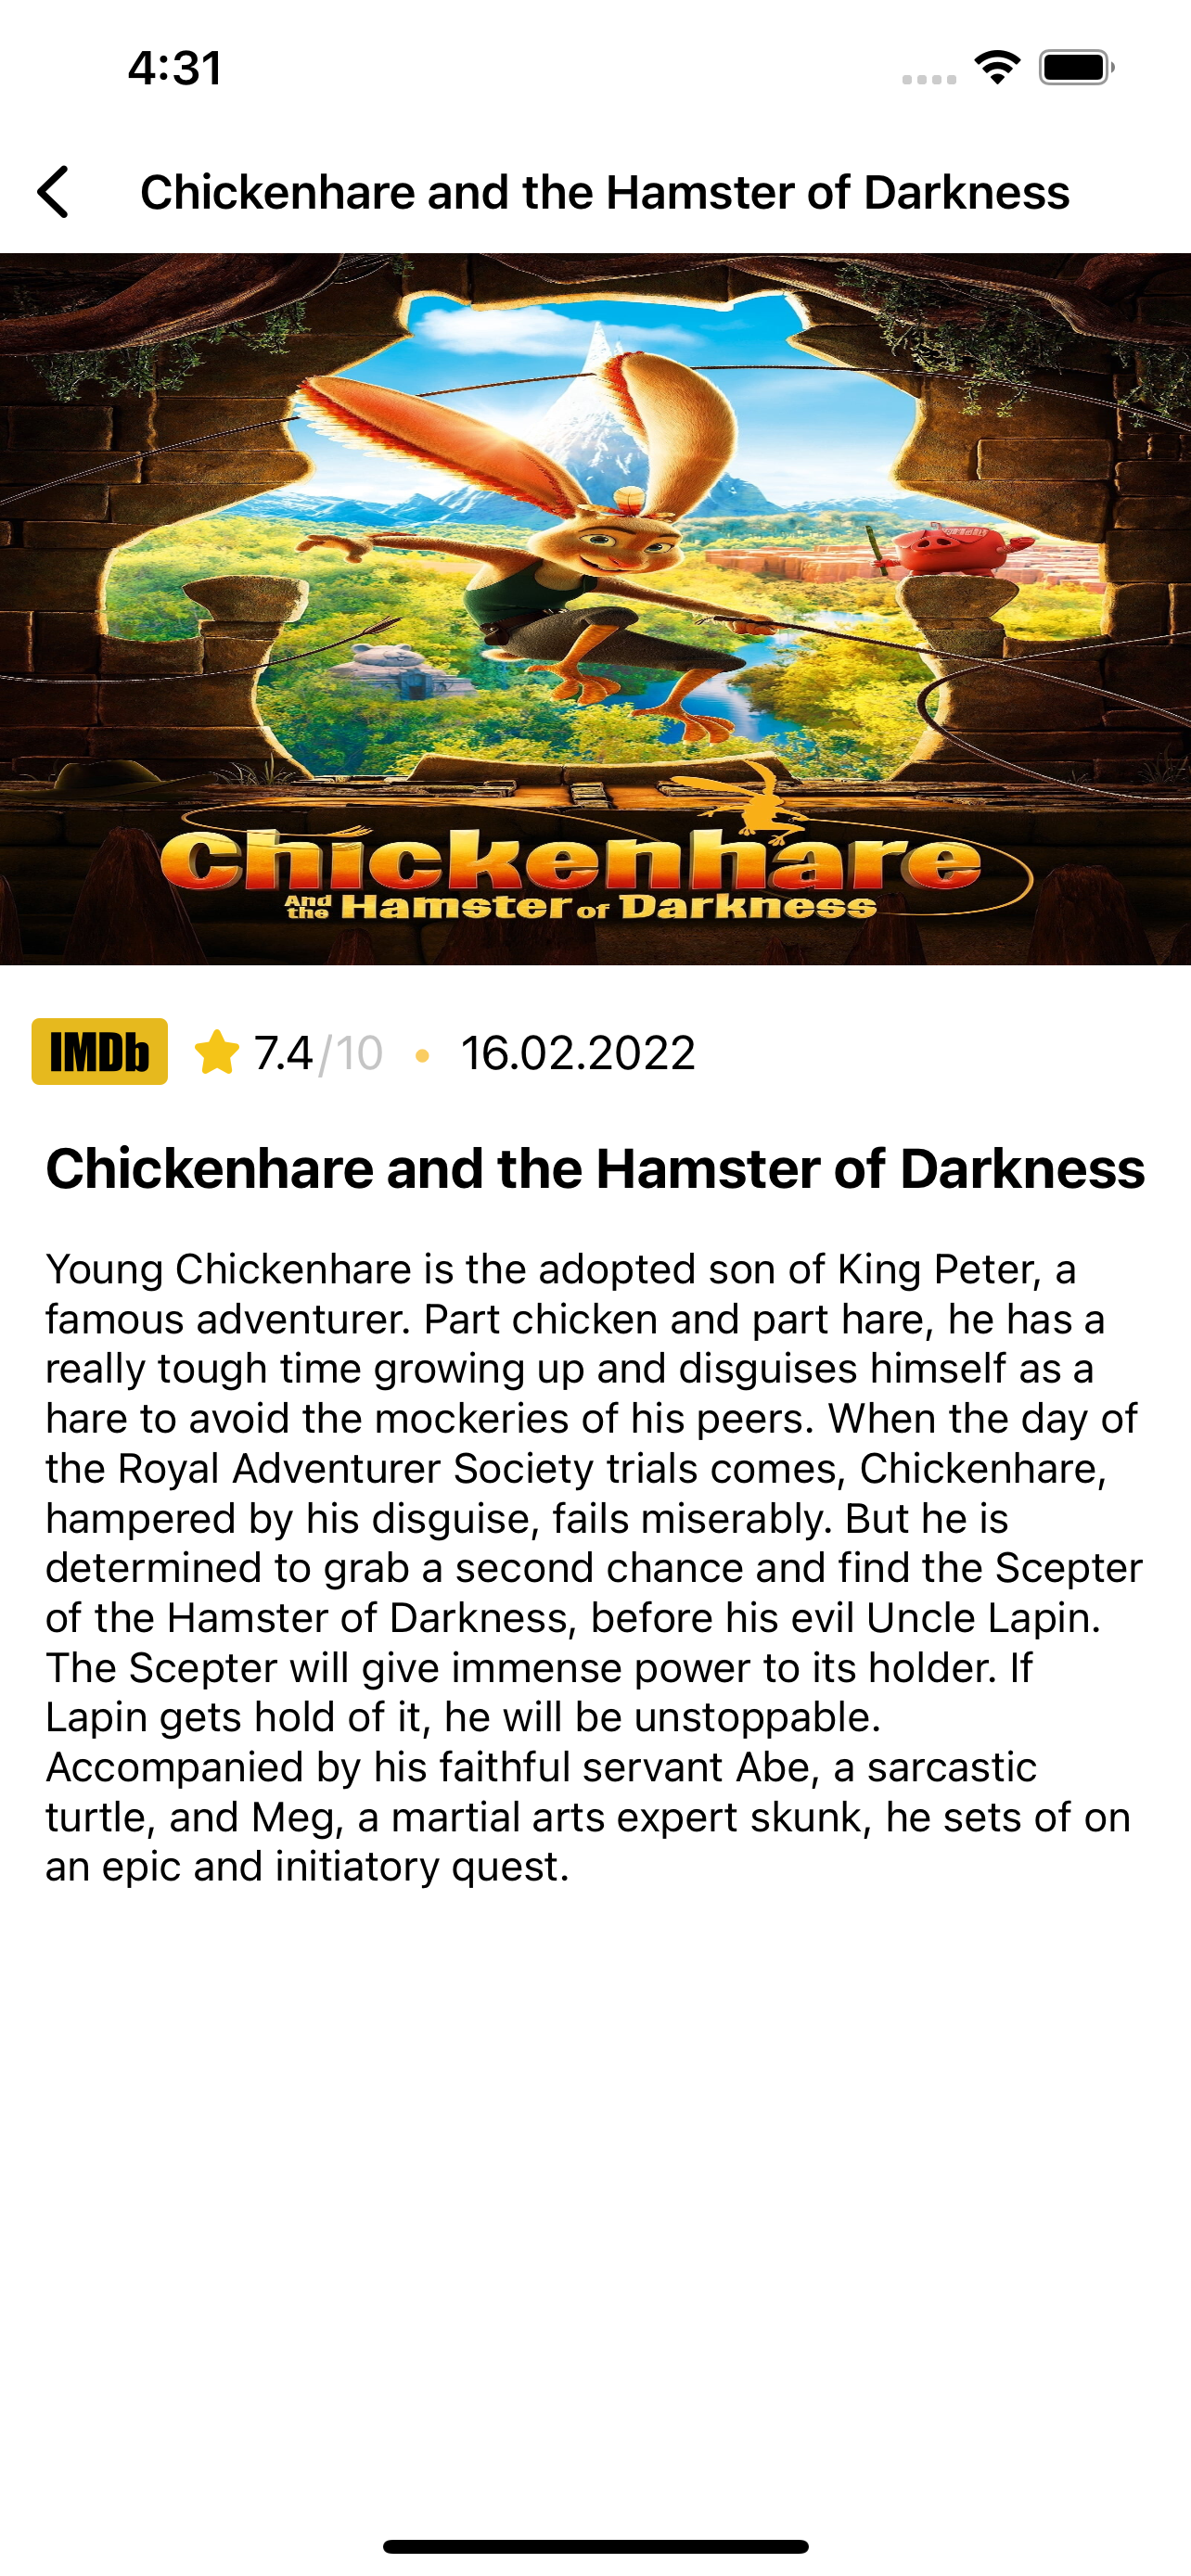 4:31
Chickenhare and the Hamster of Darkness
Chickenhare
And the Hamster of Darkness
IMDb 7.4/10 • 16.02.2022
Chickenhare and the Hamster of Darkness
Young Chickenhare is the adopted son of King Peter, a
famous adventurer. Part chicken and part hare, he has a
really tough time growing up and disguises himself as a
hare to avoid the mockeries of his peers. When the day of
the Royal Adventurer Society trials comes, Chickenhare,
hampered by his disguise, fails miserably. But he is
determined to grab a second chance and find the Scepter
of the Hamster of Darkness, before his evil Uncle Lapin.
The Scepter will give immense power to its holder. If
Lapin gets hold of it, he will be unstoppable.
Accompanied by his faithful servant Abe, a sarcastic
turtle, and Meg, a martial arts expert skunk, he sets of on
an epic and initiatory quest.